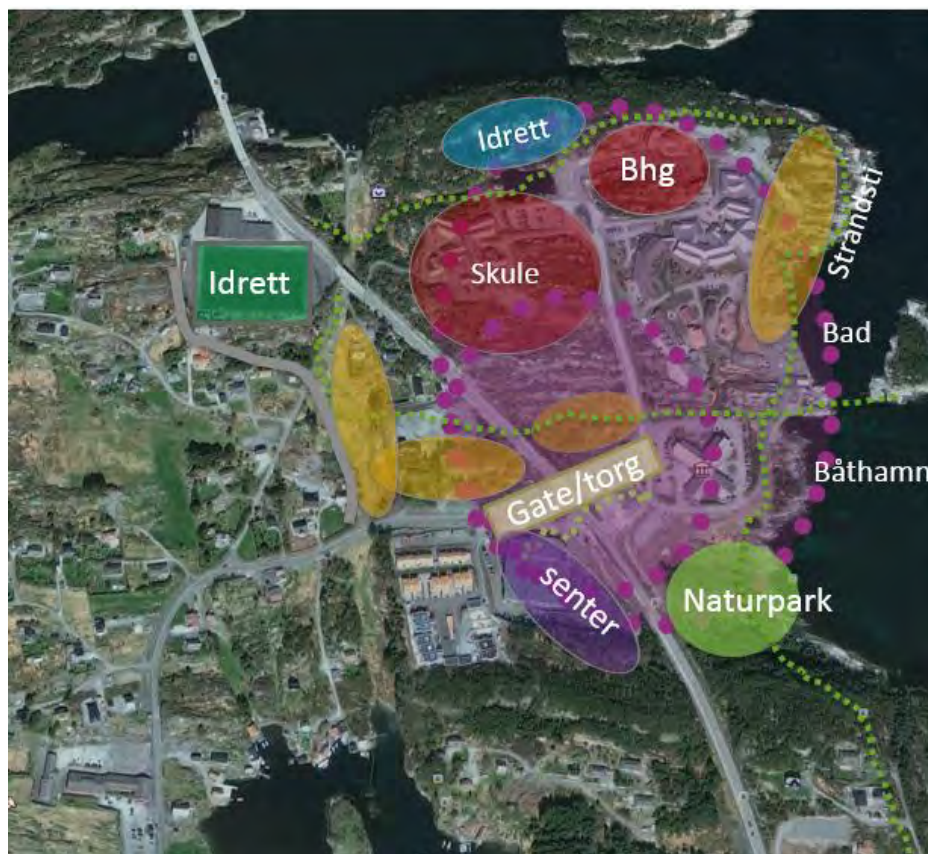 Idrett
Bhg
Strandsti
Skule
Idrett
Bad
Båthamn
Gate/torg
senter
Naturpark